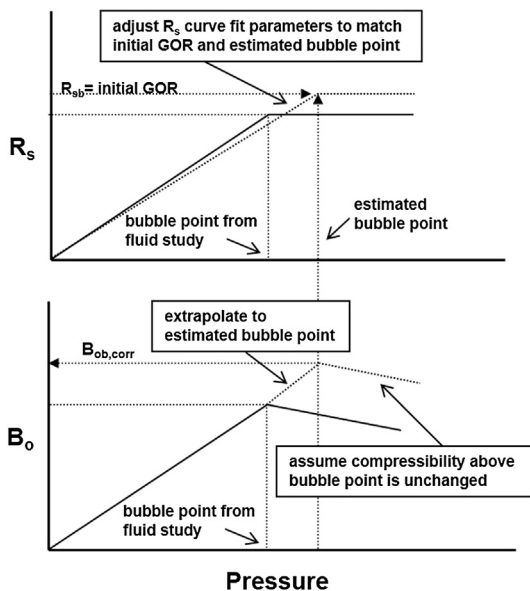 adjust Rs curve fit parameters to match
initial GOR and estimated bubble point
Rsb= initial GOR
Rs
bubble point from
fluid study
estimated
bubble point
extrapolate to
estimated bubble point
Bob,corr
Bo
assume compressibility above
bubble point is unchanged
bubble point from
fluid study
Pressure